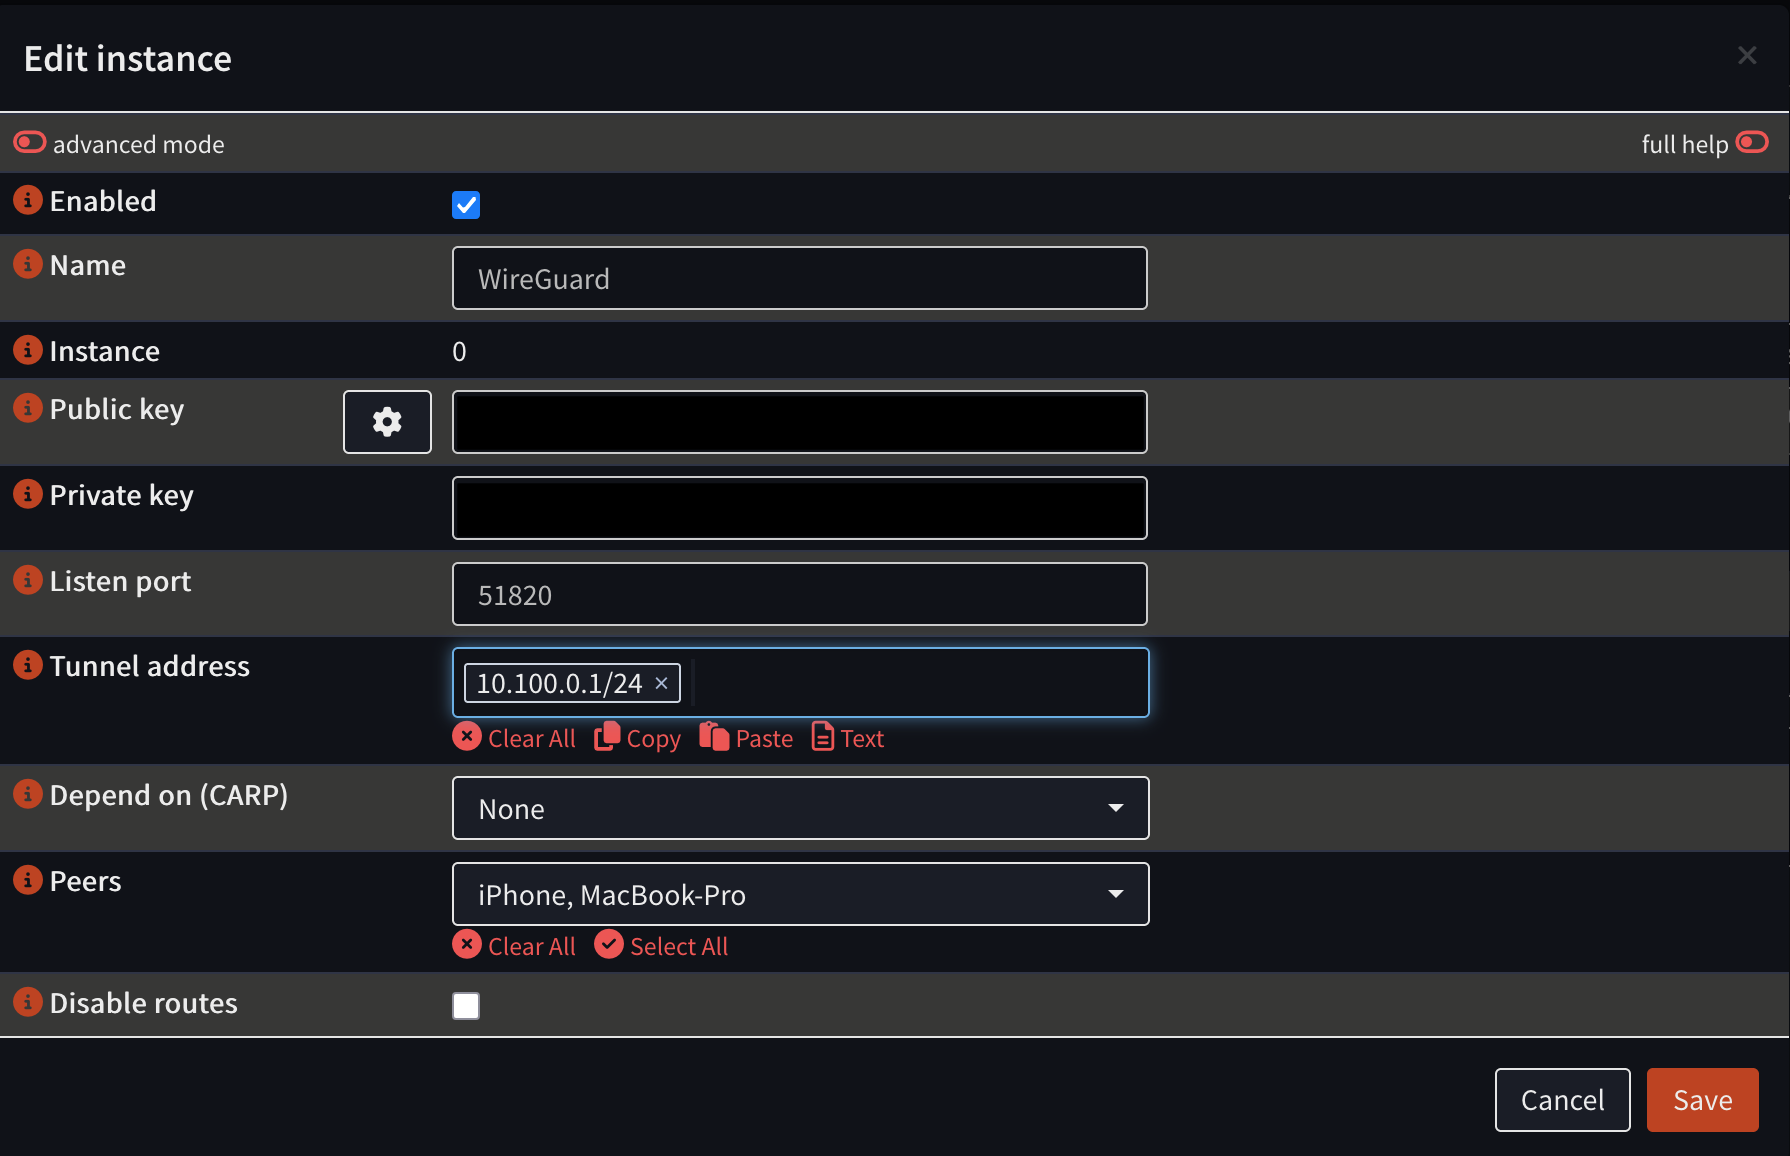 Edit instance
×
advanced mode
full help
Enabled
Name
WireGuard
Instance
0
Public key
Private key
Listen port
51820
Tunnel address
10.100.0.1/24 ×
Clear All Copy Paste Text
Depend on (CARP)
None
Peers
iPhone, MacBook-Pro
Clear All Select All
Disable routes
Cancel Save